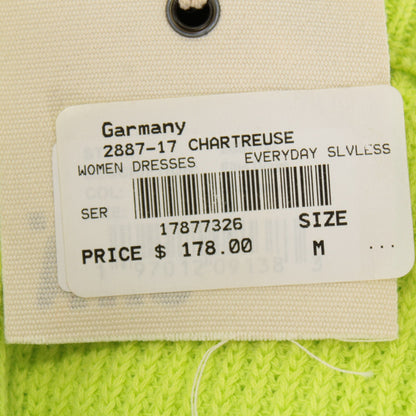 Garmany
2887-17 CHARTREUSE
WOMEN DRESSES EVERYDAY SLVLESS
SER
17877326 SIZE
PRICE $ 178.00 M ...